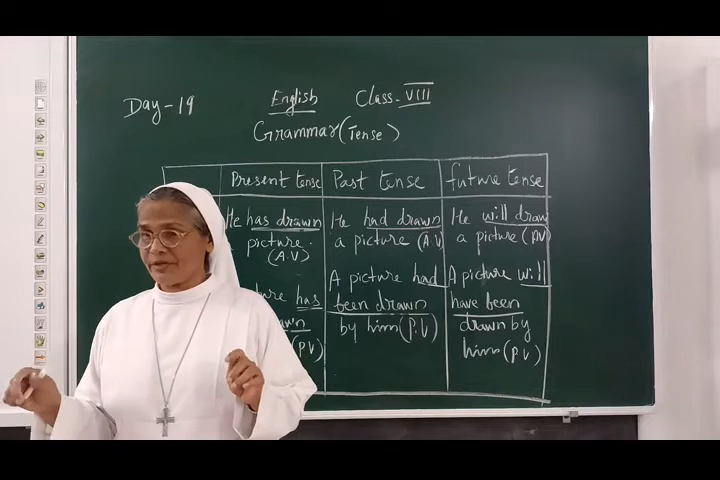 Day-19 English Class-VIII
Grammar (Tense)
Present tense Past tense future tense
He has drawn
picture.
(A.V)
has
(P.V)
He had drawn
a picture (A.V)
A picture had
been drawn
by him (P.V)
He will draw
a picture
A picture will
have been
drawn by
him (P.V)